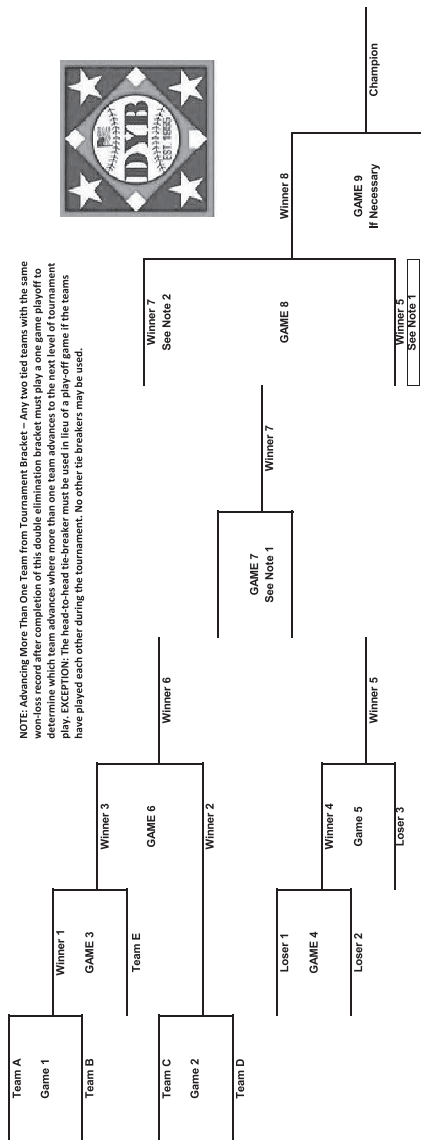 NOTE: Advancing More Than One Team from Tournament Bracket – Any two tied teams with the same
won-loss record after completion of this double elimination bracket must play a one game playoff to
determine which team advances where more than one team advances to the next level of tournament
play. EXCEPTION: The head-to-head tie-breaker must be used in lieu of a play-off game if the teams
have played each other during the tournament. No other tie breakers may be used.
DYB
EST. 1955
Team A
Game 1
Team B
Team C
Game 2
Team D
Winner 1
GAME 3
Team E
Loser 1
GAME 4
Loser 2
Winner 3
GAME 6
Winner 2
Winner 4
Game 5
Loser 3
Winner 6
Winner 5
GAME 7
See Note 1
Winner 7
Winner 7
See Note 2
GAME 8
Winner 5
See Note 1
Winner 8
GAME 9
If Necessary
Champion